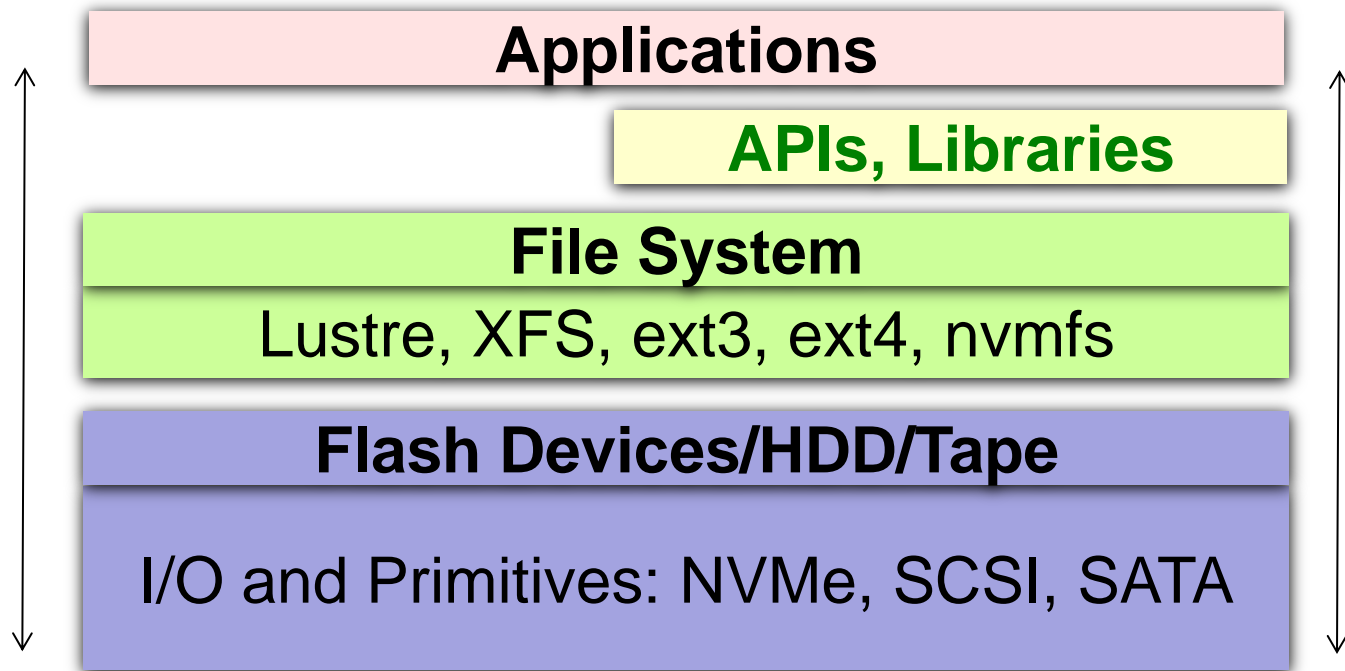 Applications
APIs, Libraries
File System
Lustre, XFS, ext3, ext4, nvmfs
Flash Devices/HDD/Tape
I/O and Primitives: NVMe, SCSI, SATA